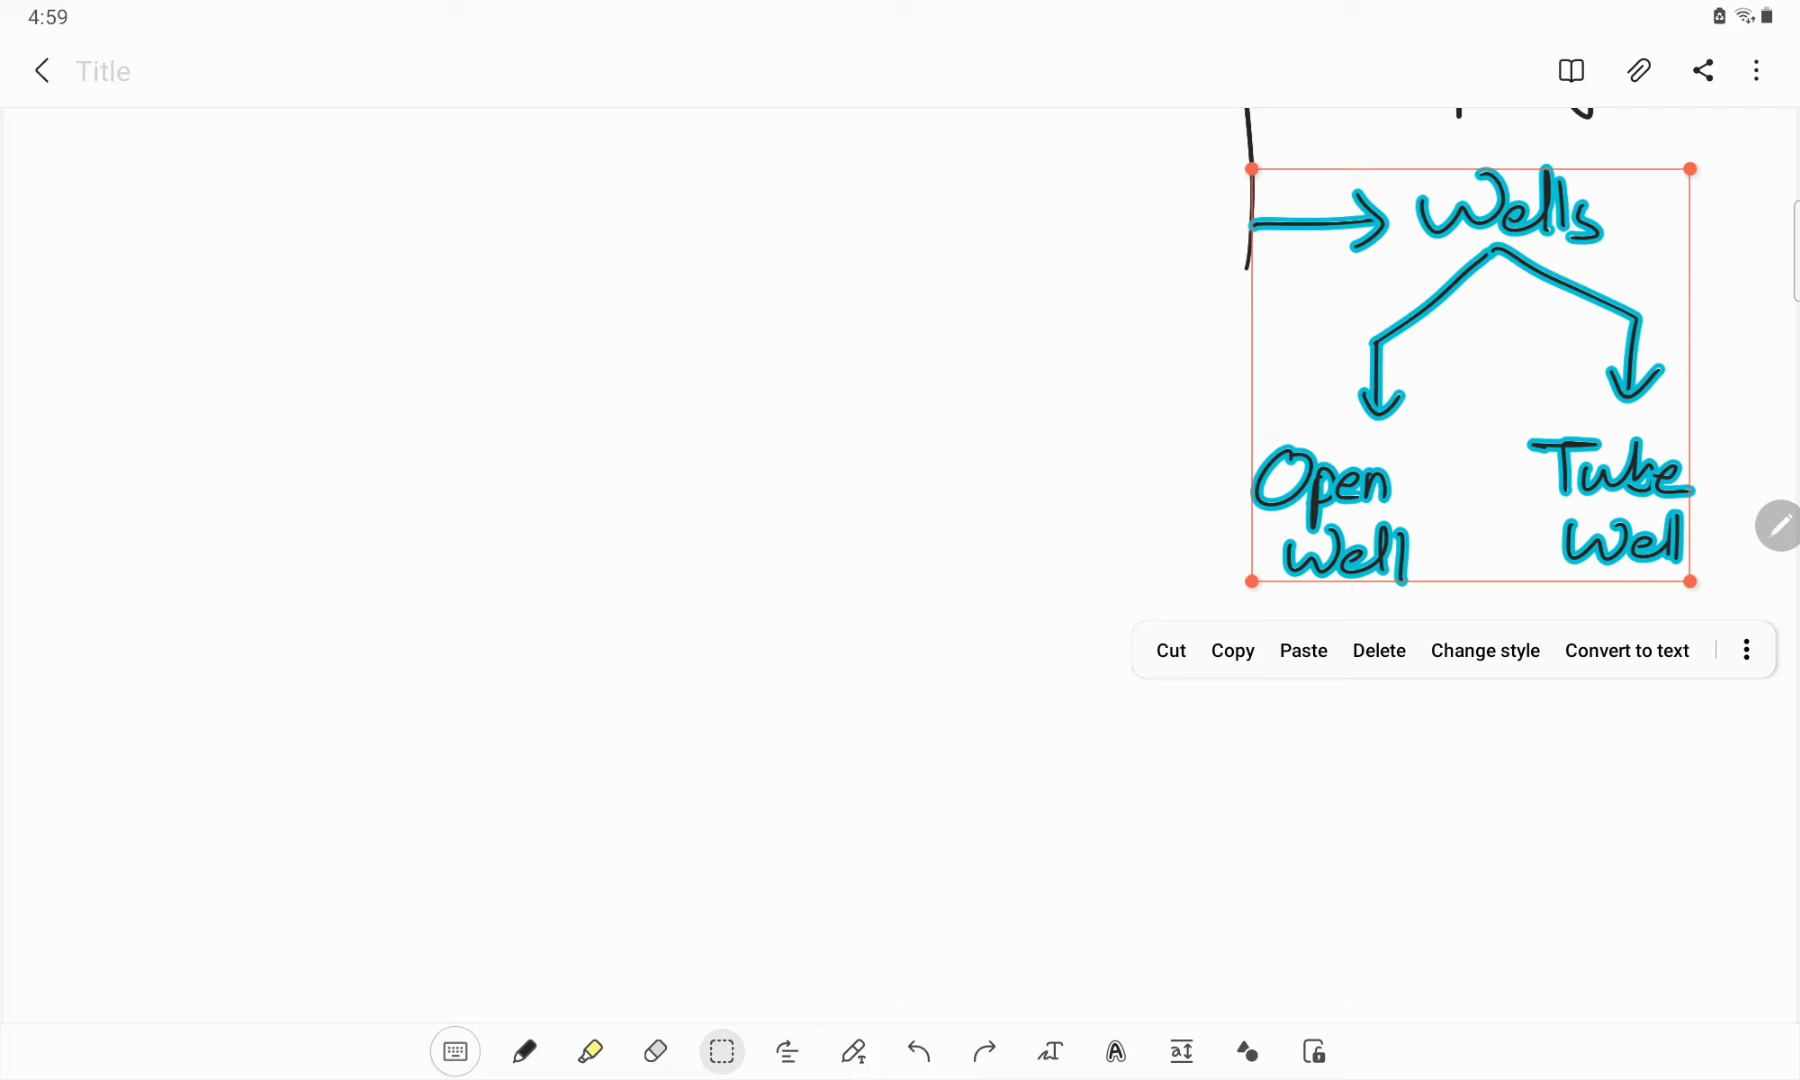 4:59
Title
Wells
Open Tube
Well Well
Cut Copy Paste Delete Change style Convert to text